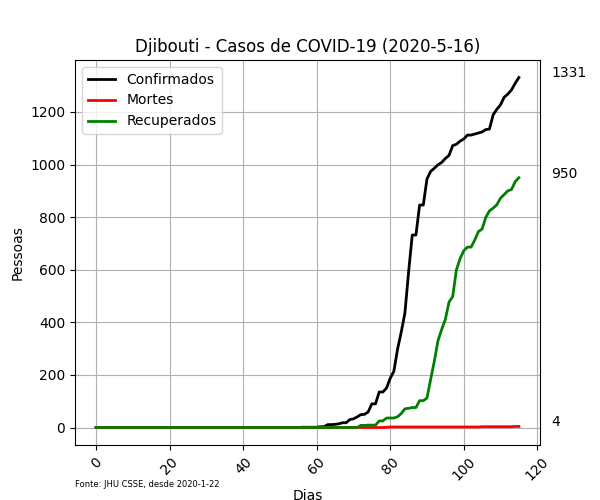 Djibouti - Casos de COVID-19 (2020-5-16)
Confirmados
Mortes
Recuperados
1331
950
4
Pessoas
1200
1000
800
600
400
200
0
0
20
40
60
80
100
120
Dias
Fonte: JHU CSSE, desde 2020-1-22